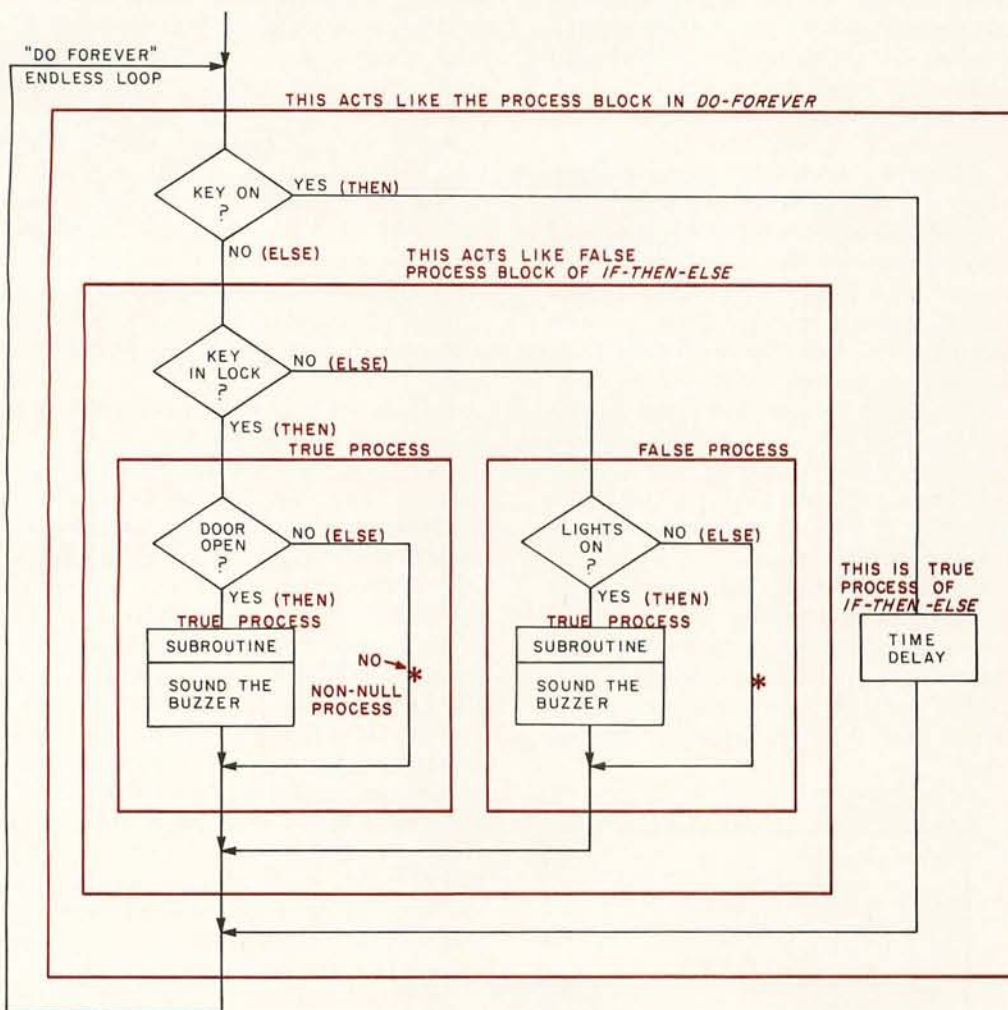 "DO FOREVER"
ENDLESS LOOP
THIS ACTS LIKE THE PROCESS BLOCK IN DO-FOREVER
KEY ON
?
YES (THEN)
NO (ELSE)
THIS ACTS LIKE FALSE
PROCESS BLOCK OF IF-THEN-ELSE
KEY
IN LOCK
?
NO (ELSE)
YES (THEN)
TRUE PROCESS
FALSE PROCESS
DOOR
OPEN
?
NO (ELSE)
YES (THEN)
TRUE PROCESS
SUBROUTINE
SOUND THE
BUZZER
NO
*
NON-NULL
PROCESS
LIGHTS
ON
?
NO (ELSE)
YES (THEN)
TRUE PROCESS
SUBROUTINE
SOUND THE
BUZZER
*
THIS IS TRUE
PROCESS OF
IF-THEN-ELSE
TIME
DELAY